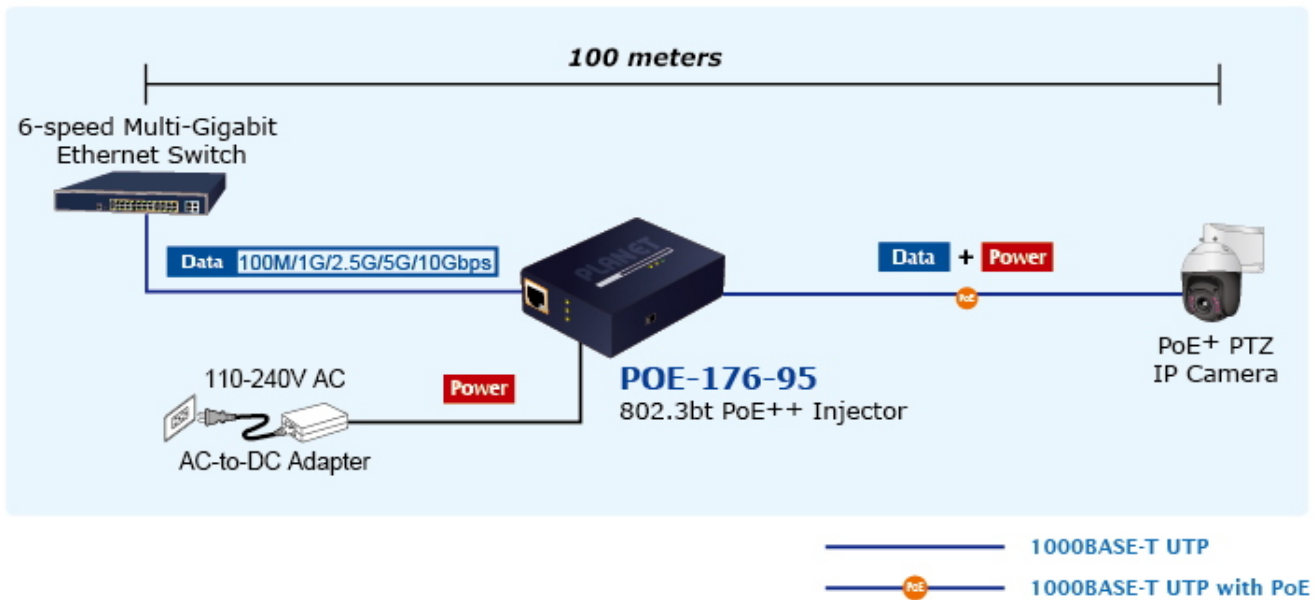 100 meters
6-speed Multi-Gigabit
Ethernet Switch
Data 100M/1G/2.5G/5G/10Gbps
PLANET
Data + Power
PoE
PoE+ PTZ
IP Camera
110-240V AC
Power
POE-176-95
802.3bt PoE++ Injector
AC-to-DC Adapter
1000BASE-T UTP
PoE
1000BASE-T UTP with PoE